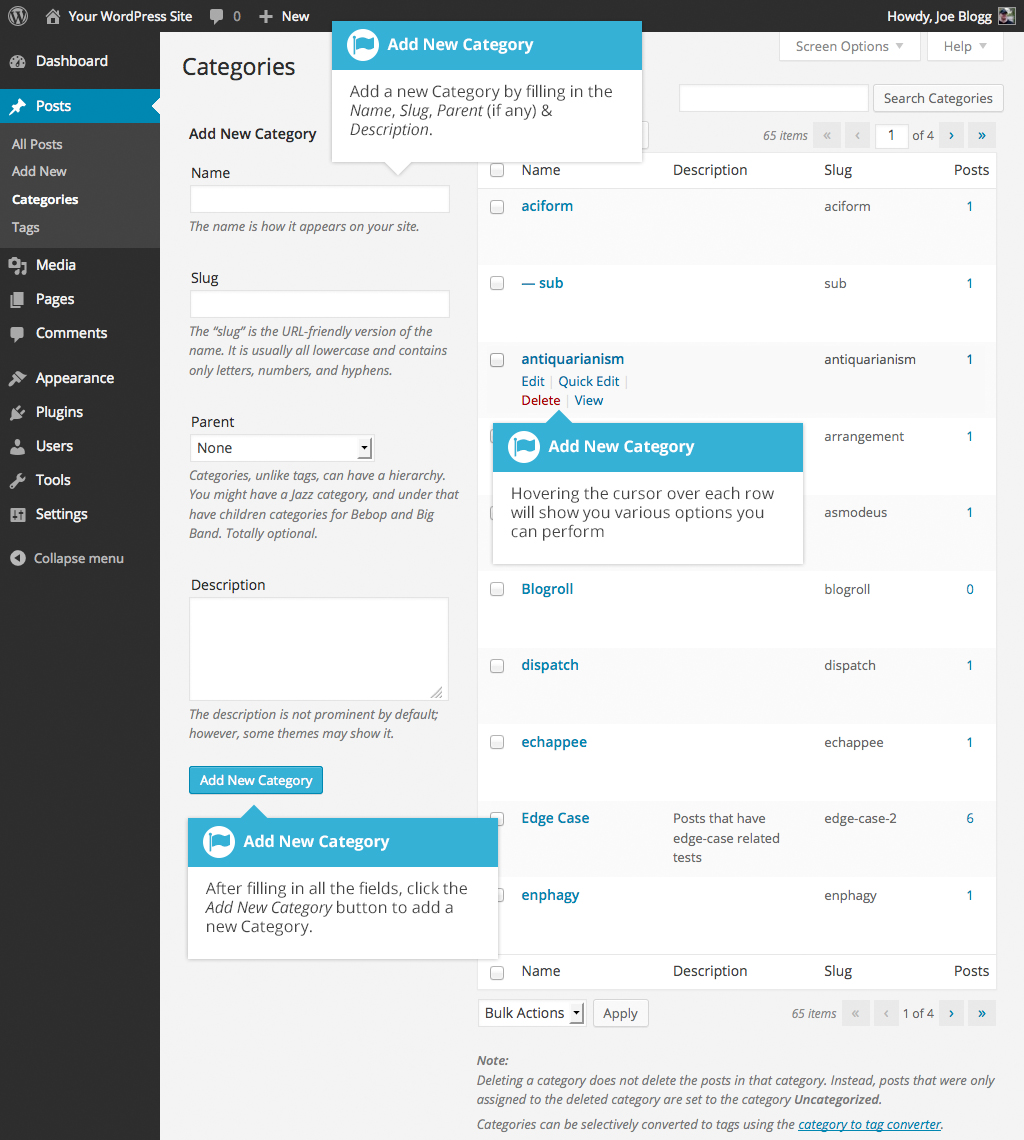 Your WordPress Site 0 New Howdy, Joe Blogg
Dashboard
Posts
All Posts
Add New
Categories
Tags
Media
Pages
Comments
Appearance
Plugins
Users
Tools
Settings
Collapse menu
Screen Options Help
Categories
Add New Category
Add a new Category by filling in the
Name, Slug, Parent (if any) &
Description.
Search Categories
65 items « ‹ 1 of 4 › »
Add New Category
Name
The name is how it appears on your site.
Slug
The “slug” is the URL-friendly version of the
name. It is usually all lowercase and contains
only letters, numbers, and hyphens.
Parent
None
Categories, unlike tags, can have a hierarchy.
You might have a Jazz category, and under that
have children categories for Bebop and Big
Band. Totally optional.
Description
The description is not prominent by default;
however, some themes may show it.
Add New Category
Add New Category
After filling in all the fields, click the
Add New Category button to add a
new Category.
Name Description Slug Posts
aciform aciform 1
— sub sub 1
antiquarianism antiquarianism 1
Edit | Quick Edit |
Delete | View
Add New Category
Hovering the cursor over each row
will show you various options you
can perform
arrangement 1
asmodeus 1
Blogroll blogroll 0
dispatch dispatch 1
echappee echappee 1
Edge Case Posts that have edge-case-2 6
edge-case related
tests
enphagy enphagy 1
Name Description Slug Posts
Bulk Actions Apply 65 items « ‹ 1 of 4 › »
Note:
Deleting a category does not delete the posts in that category. Instead, posts that were only
assigned to the deleted category are set to the category Uncategorized.
Categories can be selectively converted to tags using the category to tag converter.